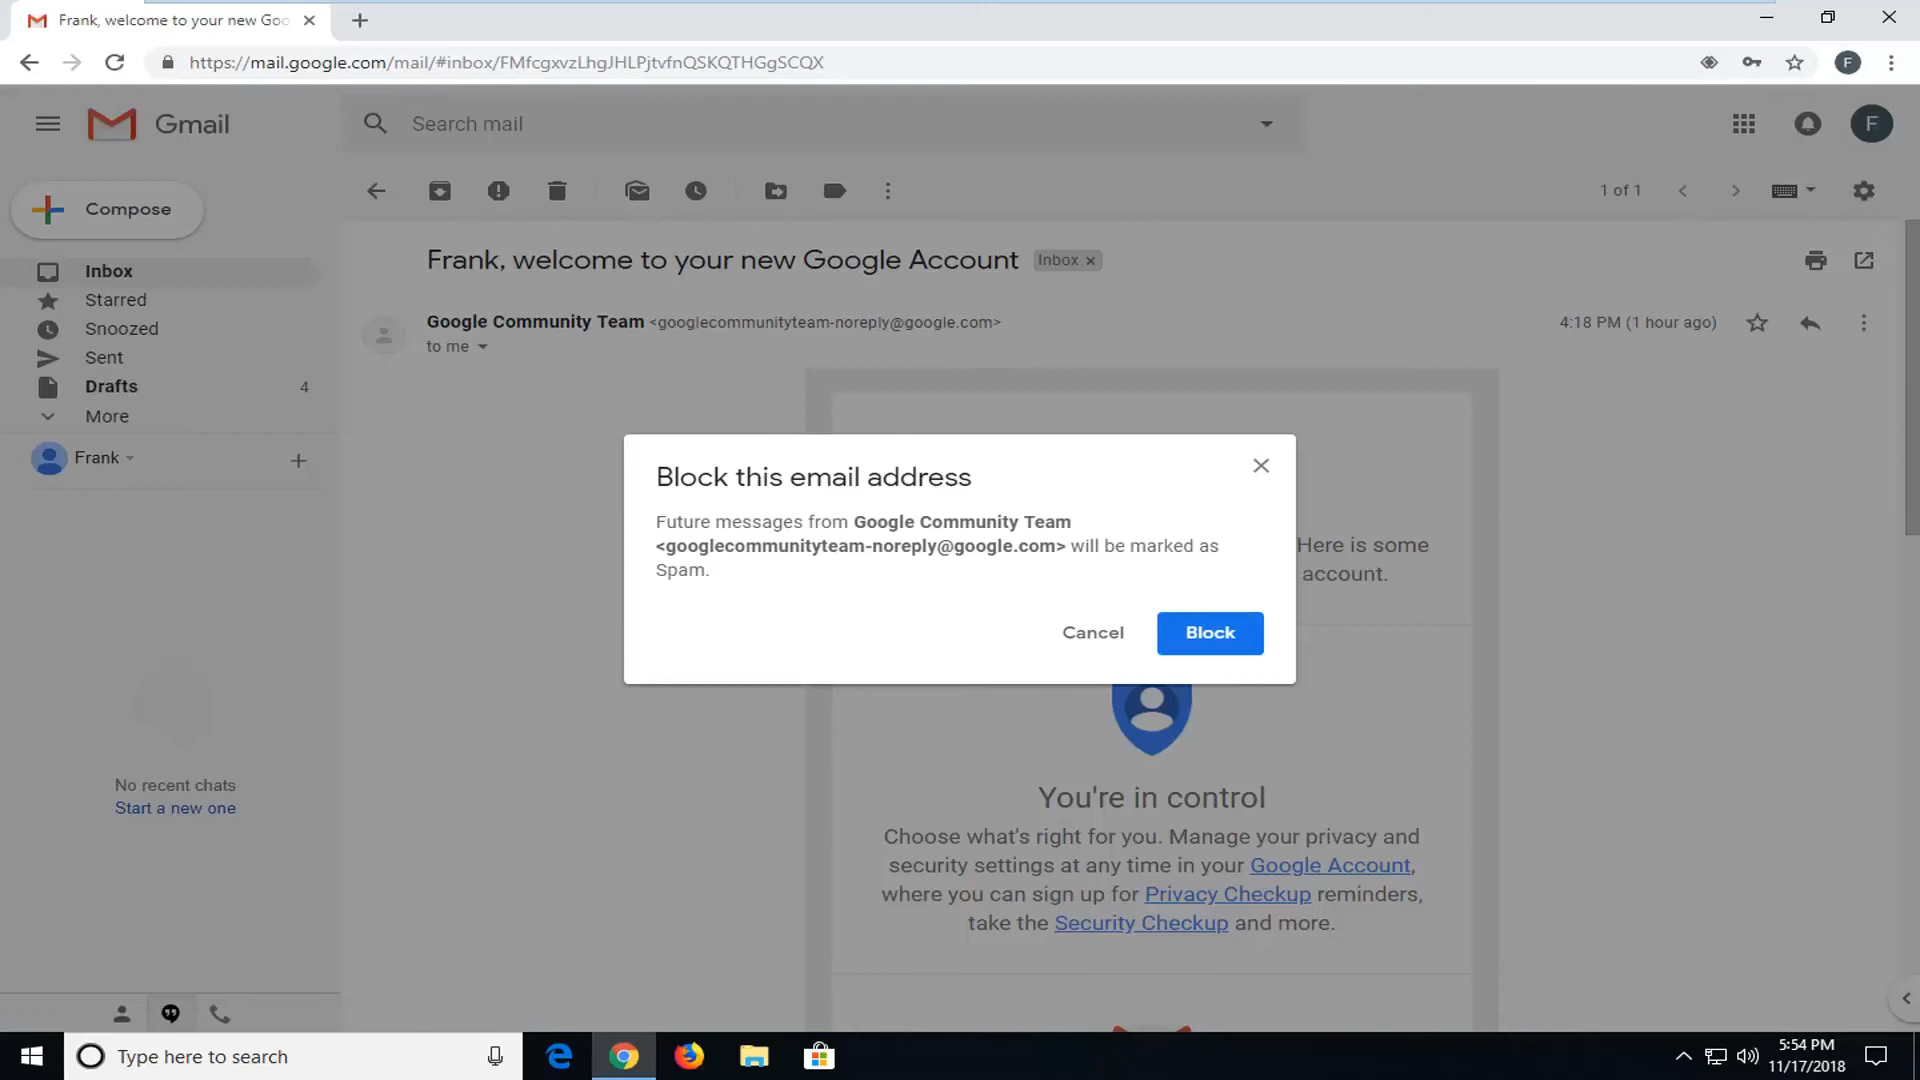 Frank, welcome to your new Goo
https://mail.google.com/mail/#inbox/FMfcgxvzLhgJHLPjtvfnQSKQTHGgSCQX
F
Gmail
Search mail
F
Compose
1 of 1
Frank, welcome to your new Google Account
Inbox ×
Inbox
Starred
Snoozed
Sent
Drafts
4
More
Frank
Google Community Team <googlecommunityteam-noreply@google.com>
4:18 PM (1 hour ago)
to me
Block this email address
Future messages from Google Community Team
<googlecommunityteam-noreply@google.com> will be marked as
Spam.
Here is some
account.
Cancel
Block
You're in control
Choose what's right for you. Manage your privacy and
security settings at any time in your Google Account,
where you can sign up for Privacy Checkup reminders,
take the Security Checkup and more.
No recent chats
Start a new one
Type here to search
5:54 PM
11/17/2018